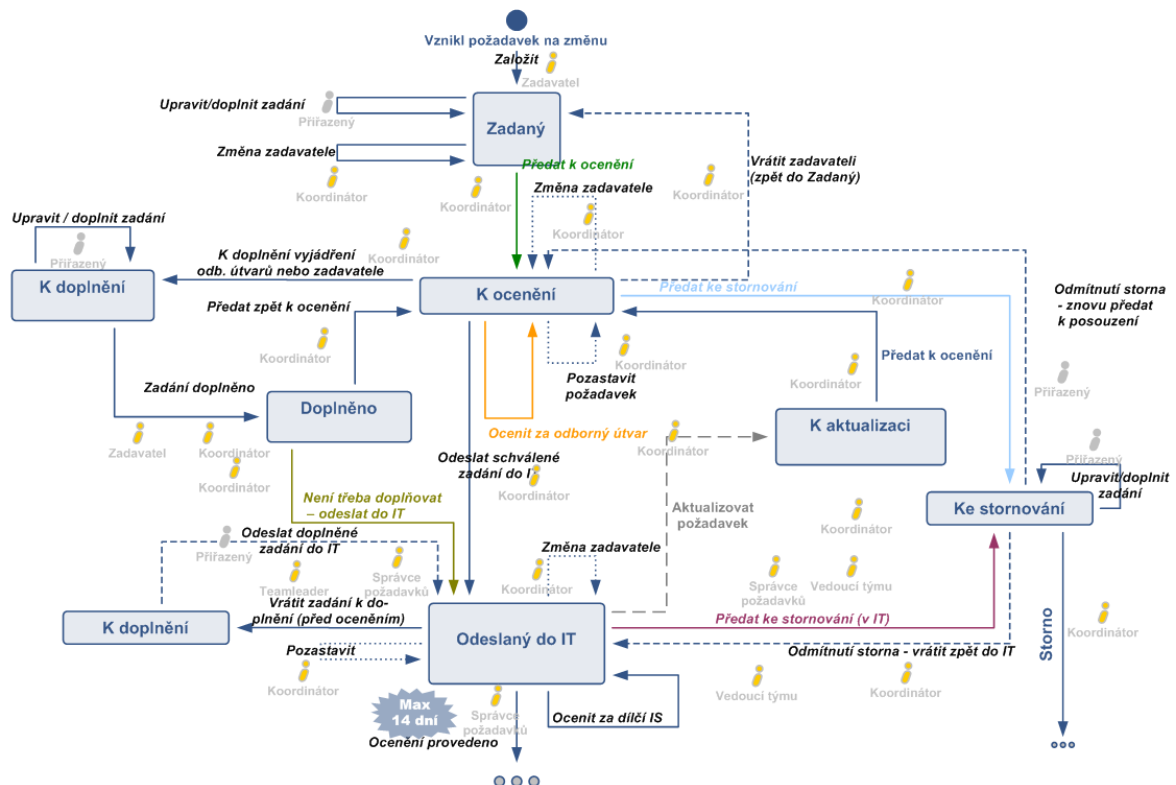 Vznikl požadavek na změnu
Založit
Zadavatel
Upravit/doplnit zadání
Přiřazený
Zadaný
Změna zadavatele
Koordinátor
Předat k ocenění
Koordinátor
Změna zadavatele
Koordinátor
Vrátit zadavateli
(zpět do Zadaný)
Koordinátor
Upravit / doplnit zadání
Přiřazený
K doplnění
K doplnění vyjádření
odb. útvarů nebo zadavatele
Koordinátor
K ocenění
Předat ke stornování
Koordinátor
Odmítnutí storna
- znovu předat
k posouzení
Přiřazený
Předat zpět k ocenění
Koordinátor
Pozastavit
požadavek
Koordinátor
Předat k ocenění
Koordinátor
Zadání doplněno
Zadavatel
Koordinátor
Koordinátor
Doplněno
Ocenit za odborný útvar
Koordinátor
K aktualizaci
Odeslat schválené
zadání do IT
Koordinátor
Přiřazený
Upravit/doplnit
zadání
Není třeba doplňovat
– odeslat do IT
Aktualizovat
požadavek
Ke stornování
Koordinátor
Odeslat doplněné
zadání do IT
Přiřazený
Teamleader
Správce
požadavků
Změna zadavatele
Koordinátor
Správce
požadavků
Vedoucí týmu
Vrátit zadání k do-
plnění (před oceněním)
K doplnění
Odeslaný do IT
Předat ke stornování (v IT)
Odmítnutí storna - vrátit zpět do IT
Vedoucí týmu
Koordinátor
Storno
Koordinátor
Pozastavit
Koordinátor
Max
14 dní
Správce
požadavků
Ocenit za dílčí IS
Ocenění provedeno